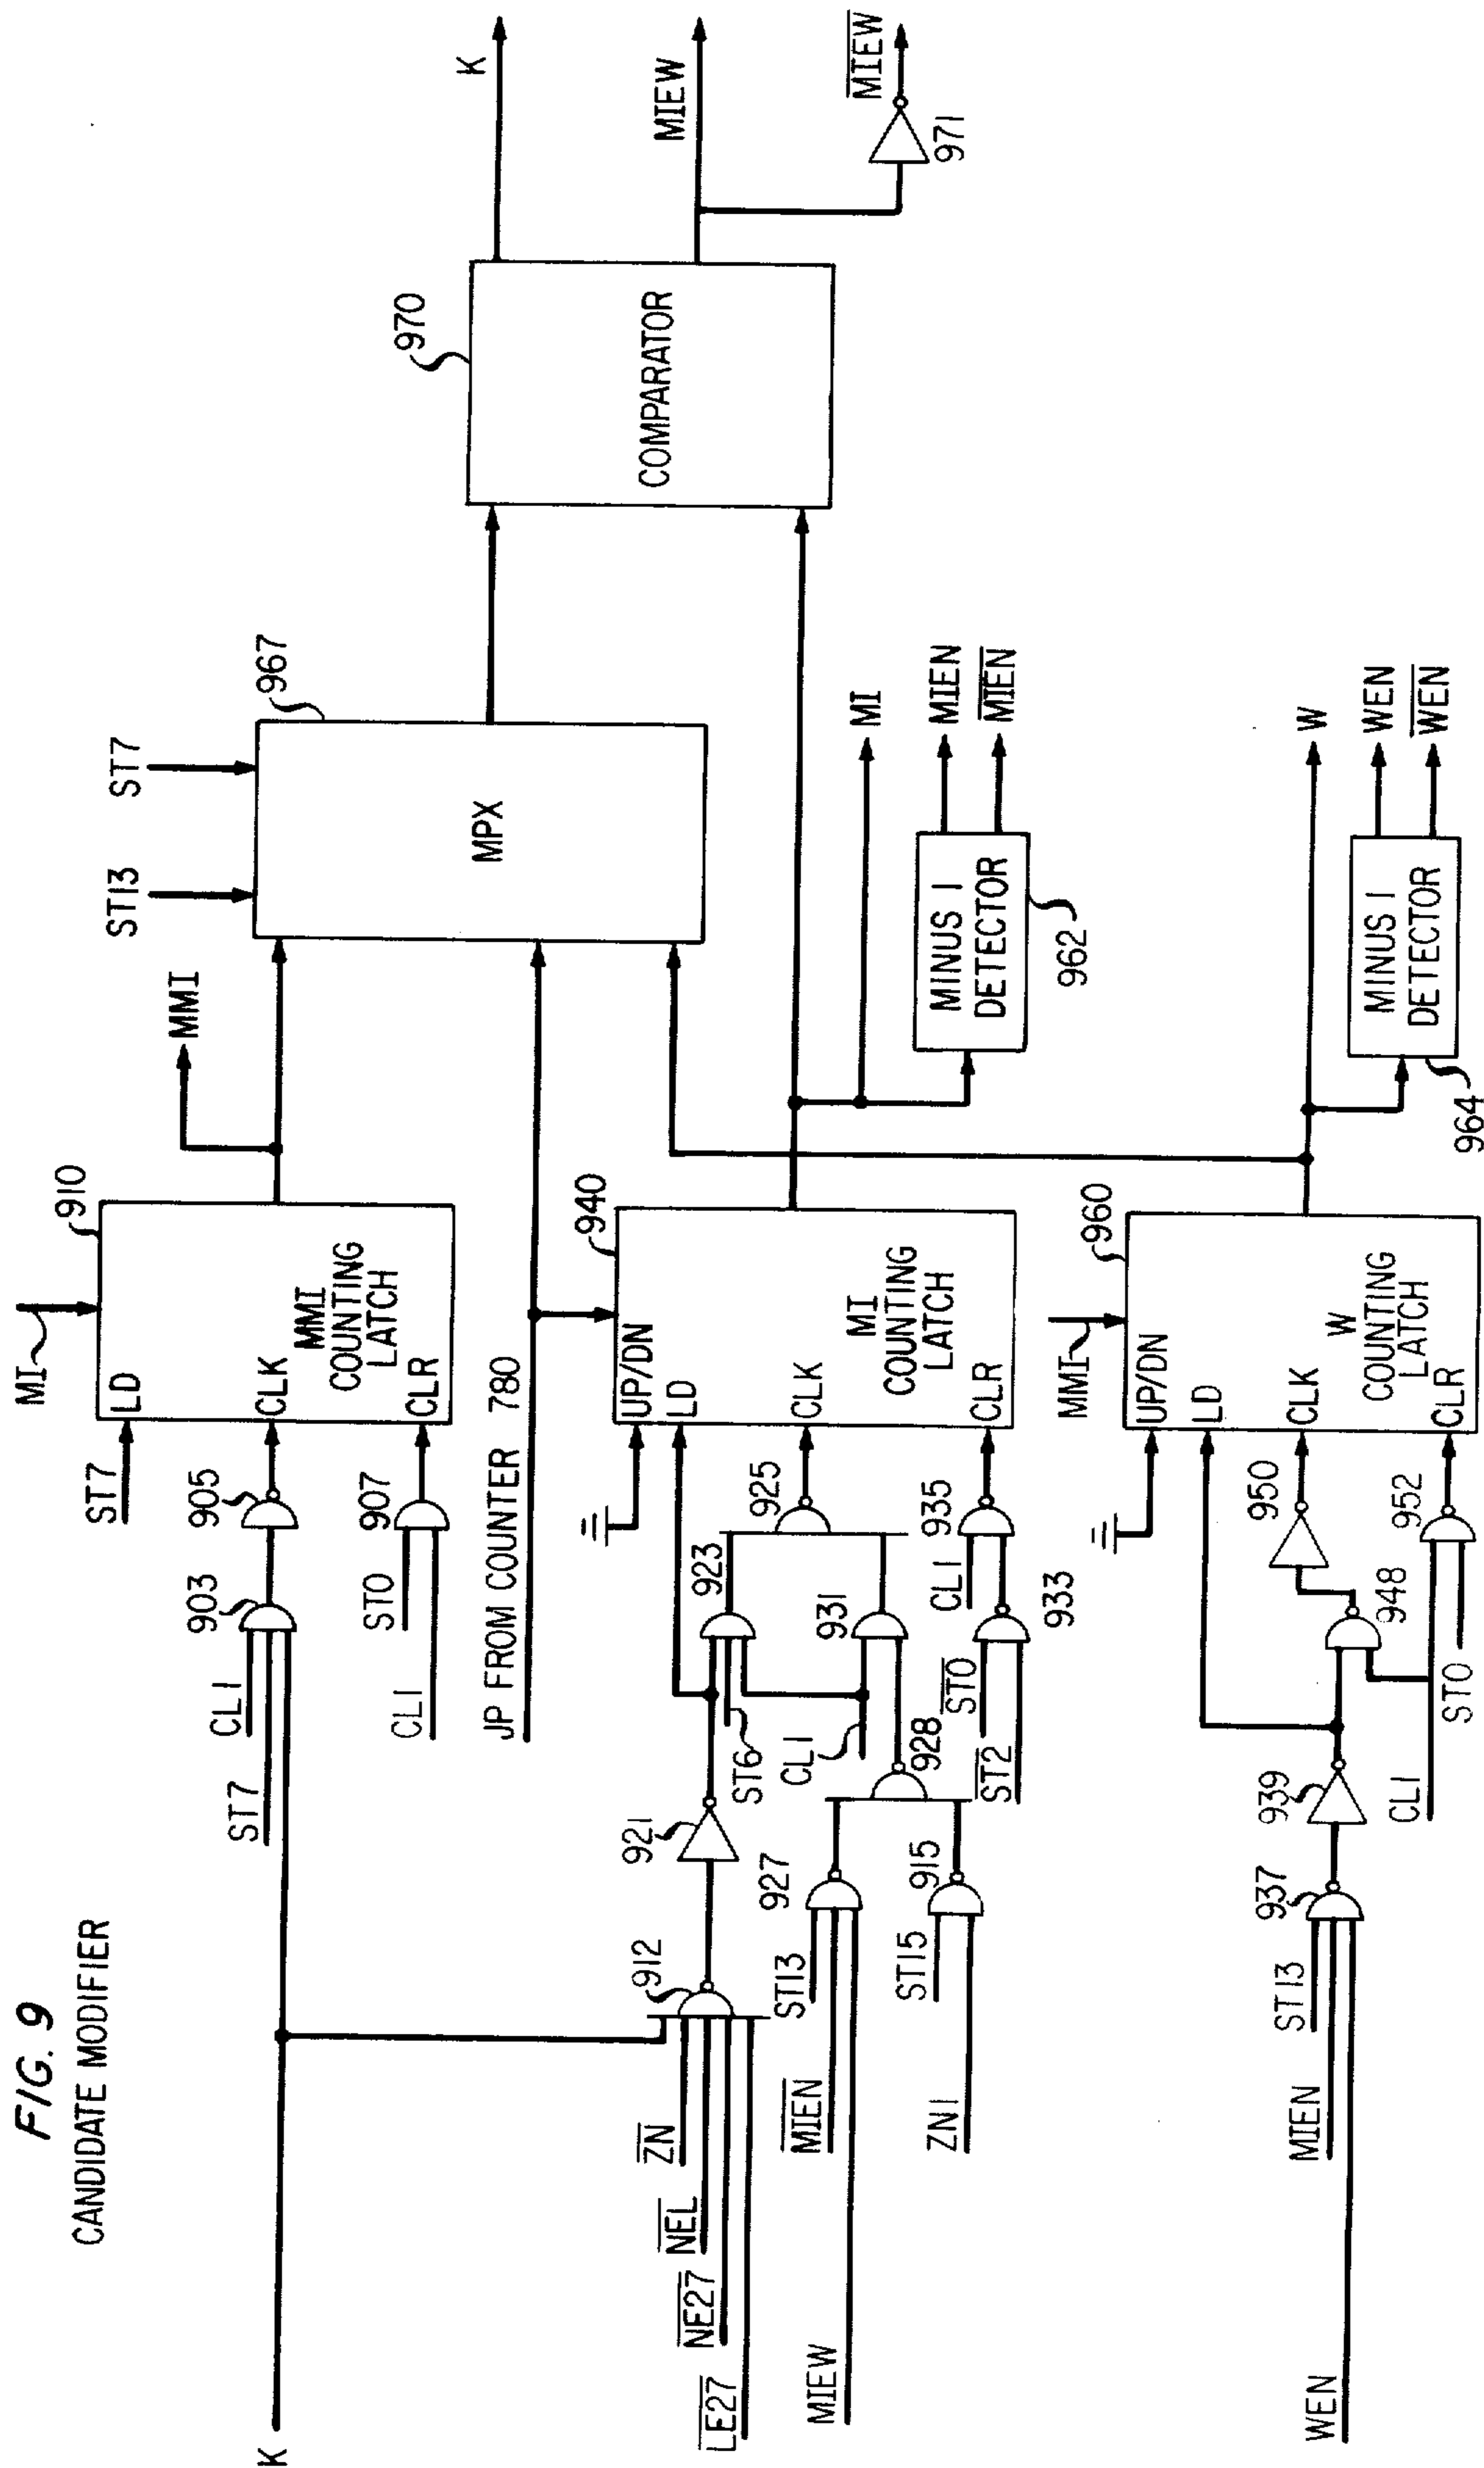 FIG. 9
CANDIDATE MODIFIER
K
CL1
ST7
903
905
ST0
CL1
907
MI
ST7
LD
CLK
CLR
MMI
COUNTING
LATCH
910
MMI
ST13
ST7
MPX
967
COMPARATOR
970
K
MIEW
MIEW
971
JP FROM COUNTER 780
ZN
NEL
NE27
LE27
912
921
ST6
CL1
923
925
931
928
ST13
MIEN
MIEW
927
ST15
ZN1
915
CL1
935
ST0
ST2
933
UP/DN
LD
CLK
CLR
MI
COUNTING
LATCH
940
MI
MIEN
MIEN
MINUS 1
DETECTOR
962
ST13
MIEN
WEN
937
939
948
950
CL1
ST0
952
MMI
UP/DN
LD
CLK
CLR
W
COUNTING
LATCH
960
W
WEN
WEN
MINUS 1
DETECTOR
964